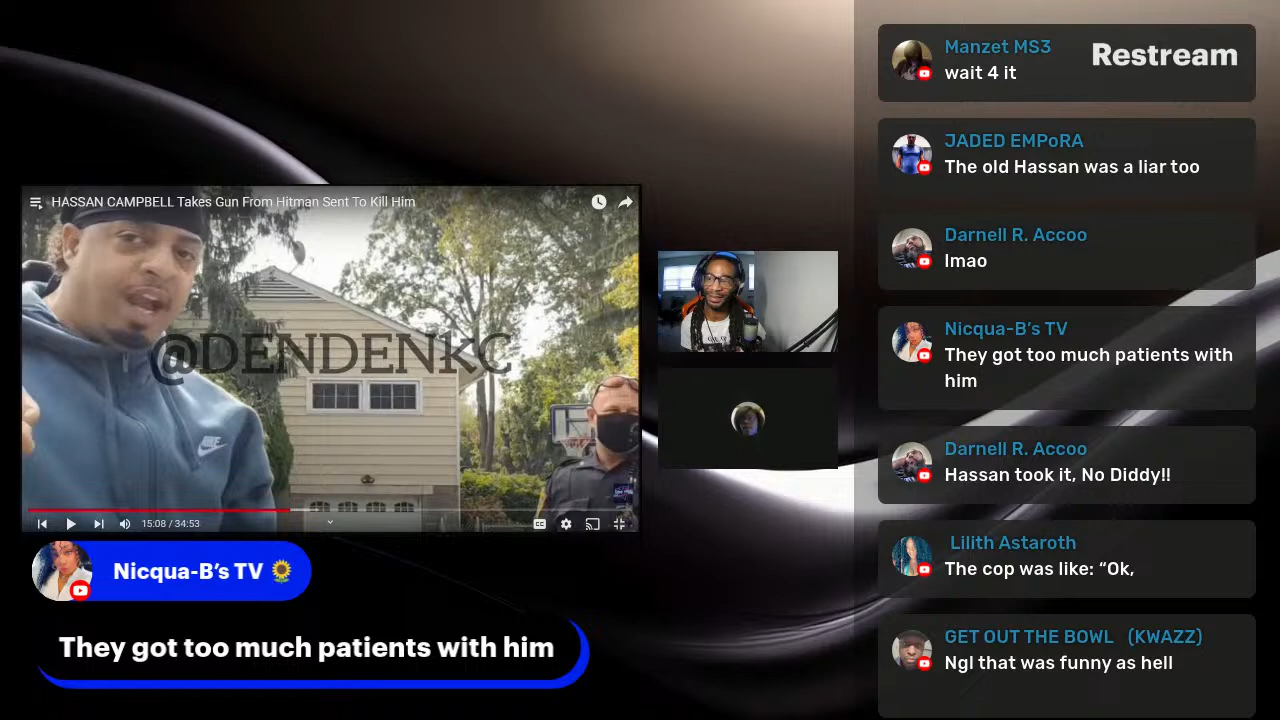 HASSAN CAMPBELL Takes Gun From Hitman Sent To Kill Him
@DENDENKC
15:08 / 34:53
CC
Nicqua-B's TV 🌻
They got too much patients with him
Restream
Manzet MS3
wait 4 it
JADED EMPoRA
The old Hassan was a liar too
Darnell R. Accoo
lmao
Nicqua-B's TV
They got too much patients with
him
Darnell R. Accoo
Hassan took it, No Diddy!!
Lilith Astaroth
The cop was like: “Ok,
GET OUT THE BOWL (KWAZZ)
Ngl that was funny as hell